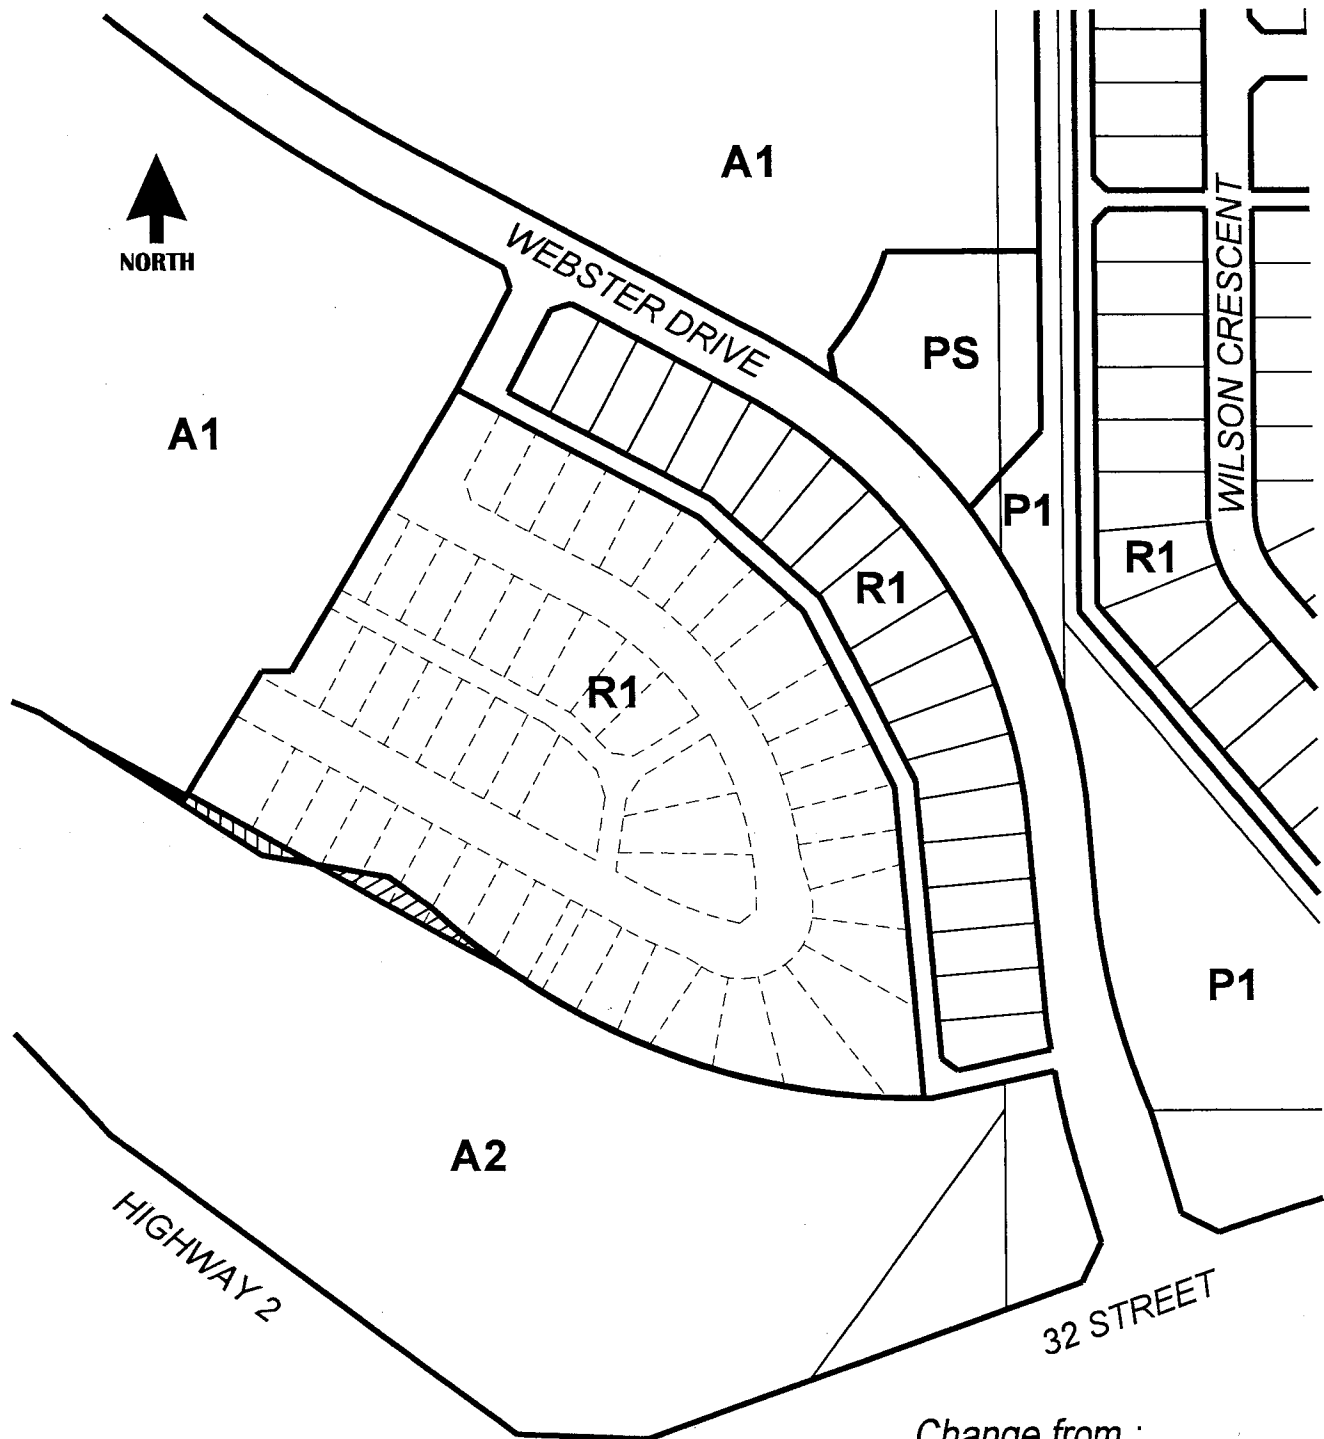 A1
NORTH
WEBSTER DRIVE
WILSON CRESCENT
PS
A1
P1
R1
R1
R1
P1
A2
HIGHWAY 2
32 STREET
Change from :